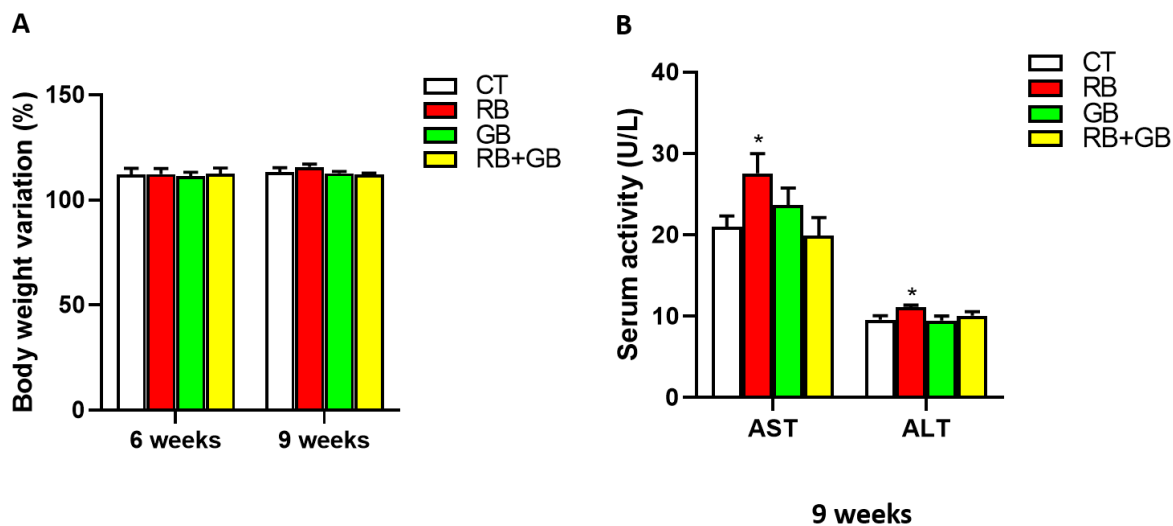 A
Body weight variation (%)
150
100
50
0
6 weeks
9 weeks
CT
RB
GB
RB+GB
B
Serum activity (U/L)
40
30
20
10
0
*
*
AST
ALT
CT
RB
GB
RB+GB
9 weeks